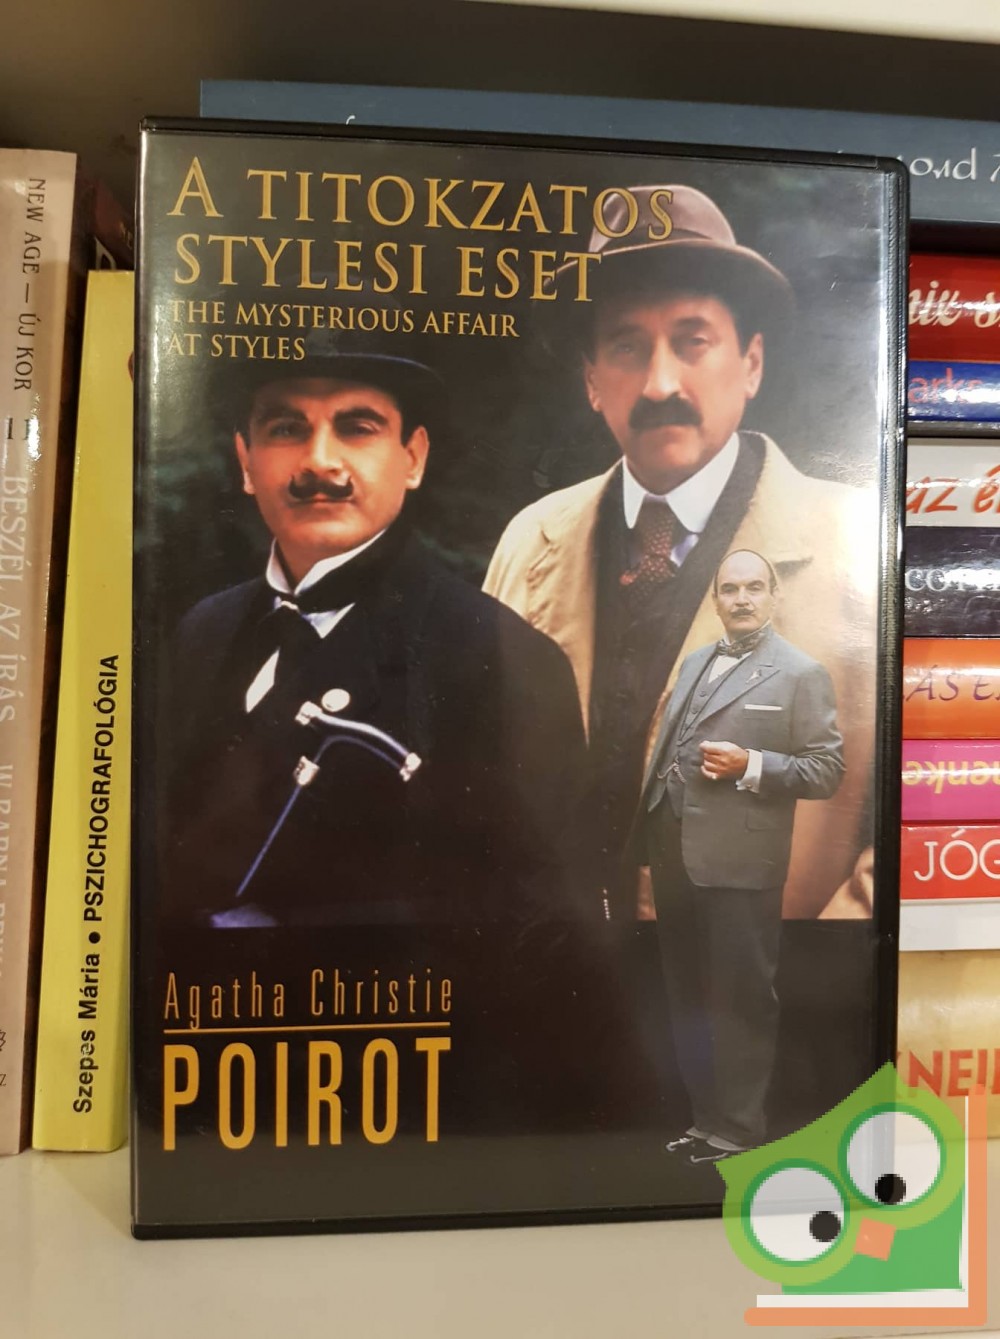 A TITOKZATOS
STYLESI ESET
THE MYSTERIOUS AFFAIR
AT STYLES
Agatha Christie
POIROT
NEW AGE – ÚJ KOR
BESZÉL AZ ÍRÁS
Szepes Mária • PSZICHOGRAFOLÓGIA
JÓG